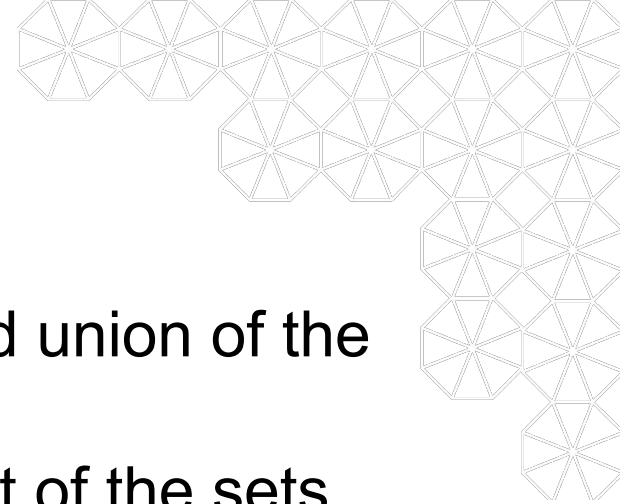 d union of the
t of the sets